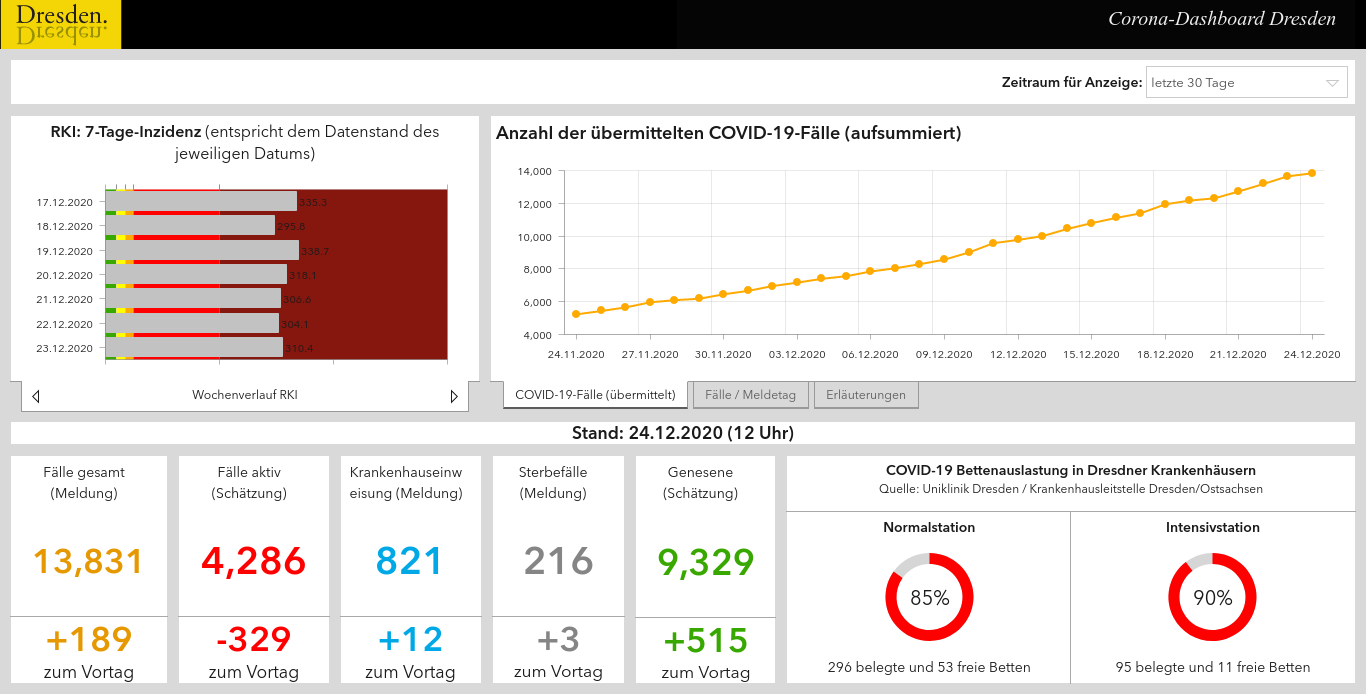 Dresden.
Dresden.
Corona-Dashboard Dresden
Zeitraum für Anzeige: letzte 30 Tage
RKI: 7-Tage-Inzidenz (entspricht dem Datenstand des
jeweiligen Datums)
17.12.2020 335.3
18.12.2020 295.8
19.12.2020 338.7
20.12.2020 318.1
21.12.2020 306.6
22.12.2020 304.1
23.12.2020 310.4
Wochenverlauf RKI
Anzahl der übermittelten COVID-19-Fälle (aufsummiert)
14,000
12,000
10,000
8,000
6,000
4,000
24.11.2020 27.11.2020 30.11.2020 03.12.2020 06.12.2020 09.12.2020 12.12.2020 15.12.2020 18.12.2020 21.12.2020 24.12.2020
COVID-19-Fälle (übermittelt) Fälle / Meldetag Erläuterungen
Stand: 24.12.2020 (12 Uhr)
Fälle gesamt
(Meldung)
13,831
+189
zum Vortag
Fälle aktiv
(Schätzung)
4,286
-329
zum Vortag
Krankenhauseinw
eisung (Meldung)
821
+12
zum Vortag
Sterbefälle
(Meldung)
216
+3
zum Vortag
Genesene
(Schätzung)
9,329
+515
zum Vortag
COVID-19 Bettenauslastung in Dresdner Krankenhäusern
Quelle: Uniklinik Dresden / Krankenhausleitstelle Dresden/Ostsachsen
Normalstation
85%
296 belegte und 53 freie Betten
Intensivstation
90%
95 belegte und 11 freie Betten